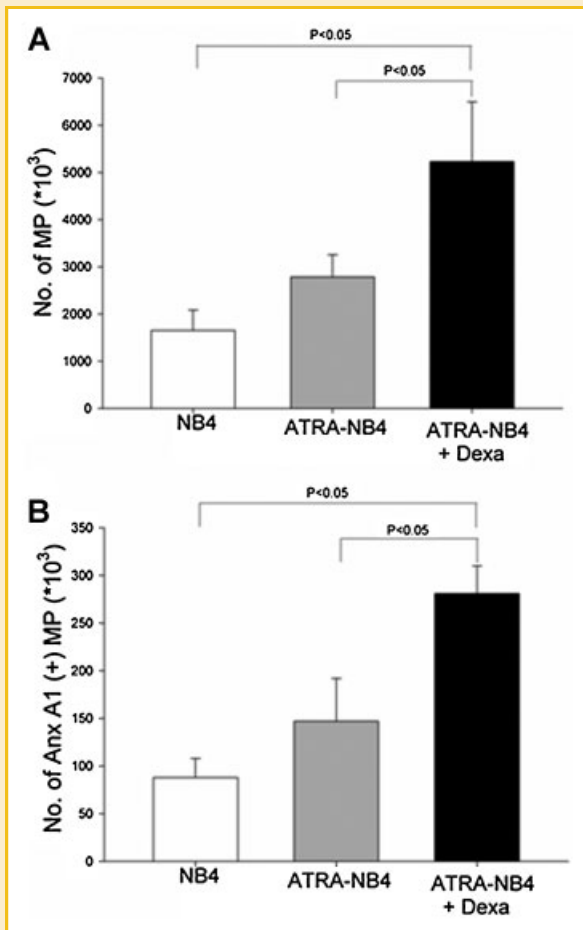 A
P<0.05
P<0.05
No. of MP (*10³)
7000
6000
5000
4000
3000
2000
1000
0
NB4
ATRA-NB4
ATRA-NB4
+ Dexa
B
P<0.05
P<0.05
No. of Anx A1 (+) MP (*10³)
350
300
250
200
150
100
50
0
NB4
ATRA-NB4
ATRA-NB4
+ Dexa